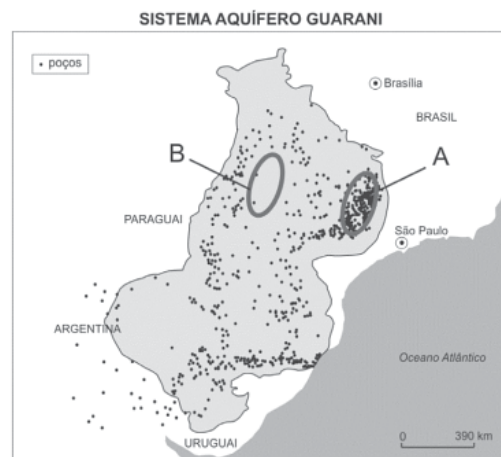 SISTEMA AQUÍFERO GUARANI
• poços
Brasília
BRASIL
B
A
PARAGUAI
São Paulo
ARGENTINA
Oceano Atlântico
URUGUAI
0 390 km